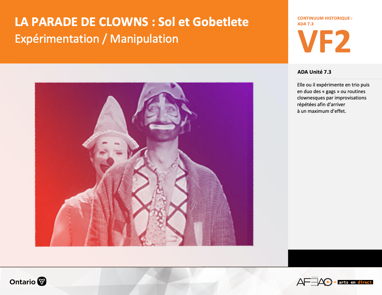 LA PARADE DE CLOWNS : Sol et Gobetlete
Expérimentation / Manipulation
CONTINUUM HISTORIQUE :
ADA 7.3
VF2
ADA Unité 7.3
Elle ou il expérimente en trio puis
en duo des « gags » ou routines
clownesques par improvisations
répétées afin d'arriver
à un maximum d'effet.
Ontario
AFEAO
arts en direct